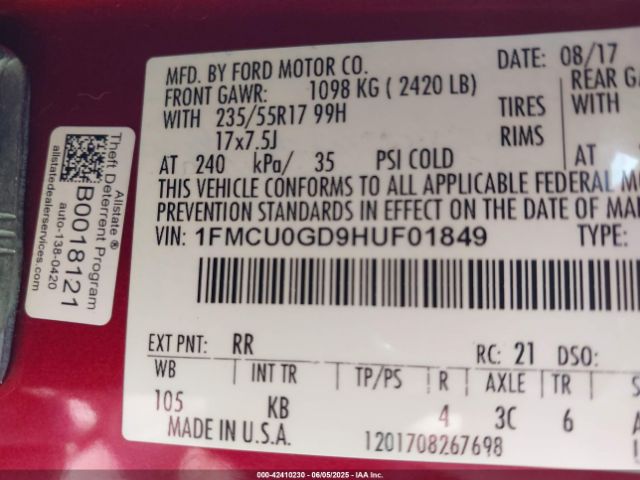 MFD. BY FORD MOTOR CO.
DATE: 08/17
FRONT GAWR: 1098 KG ( 2420 LB)
REAR GA
WITH 235/55R17 99H TIRES
WITH
17x7.5J RIMS
AT 240 kPa/ 35 PSI COLD
AT
THIS VEHICLE CONFORMS TO ALL APPLICABLE FEDERAL MO
PREVENTION STANDARDS IN EFFECT ON THE DATE OF MAN
VIN: 1FMCU0GD9HUF01849
TYPE:
EXT PNT: RR
RC: 21 DSO:
WB INT TR TP/PS R AXLE TR S
105 KB 4 3C 6
MADE IN U.S.A.
1201708267698
Allstate ®
Theft Deterrent Program
B0018121
auto-138-0420
allstatedealerservices.com
000-42410230 - 06/05/2025 - IAA Inc.